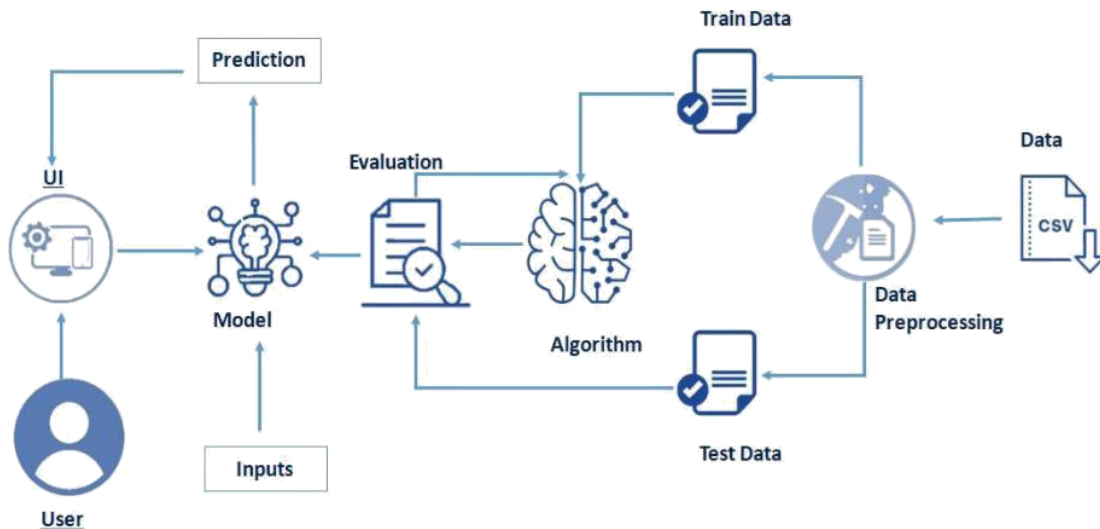 Train Data
Prediction
Data
Evaluation
UI
CSV
Data
Preprocessing
Model
Algorithm
Test Data
Inputs
User